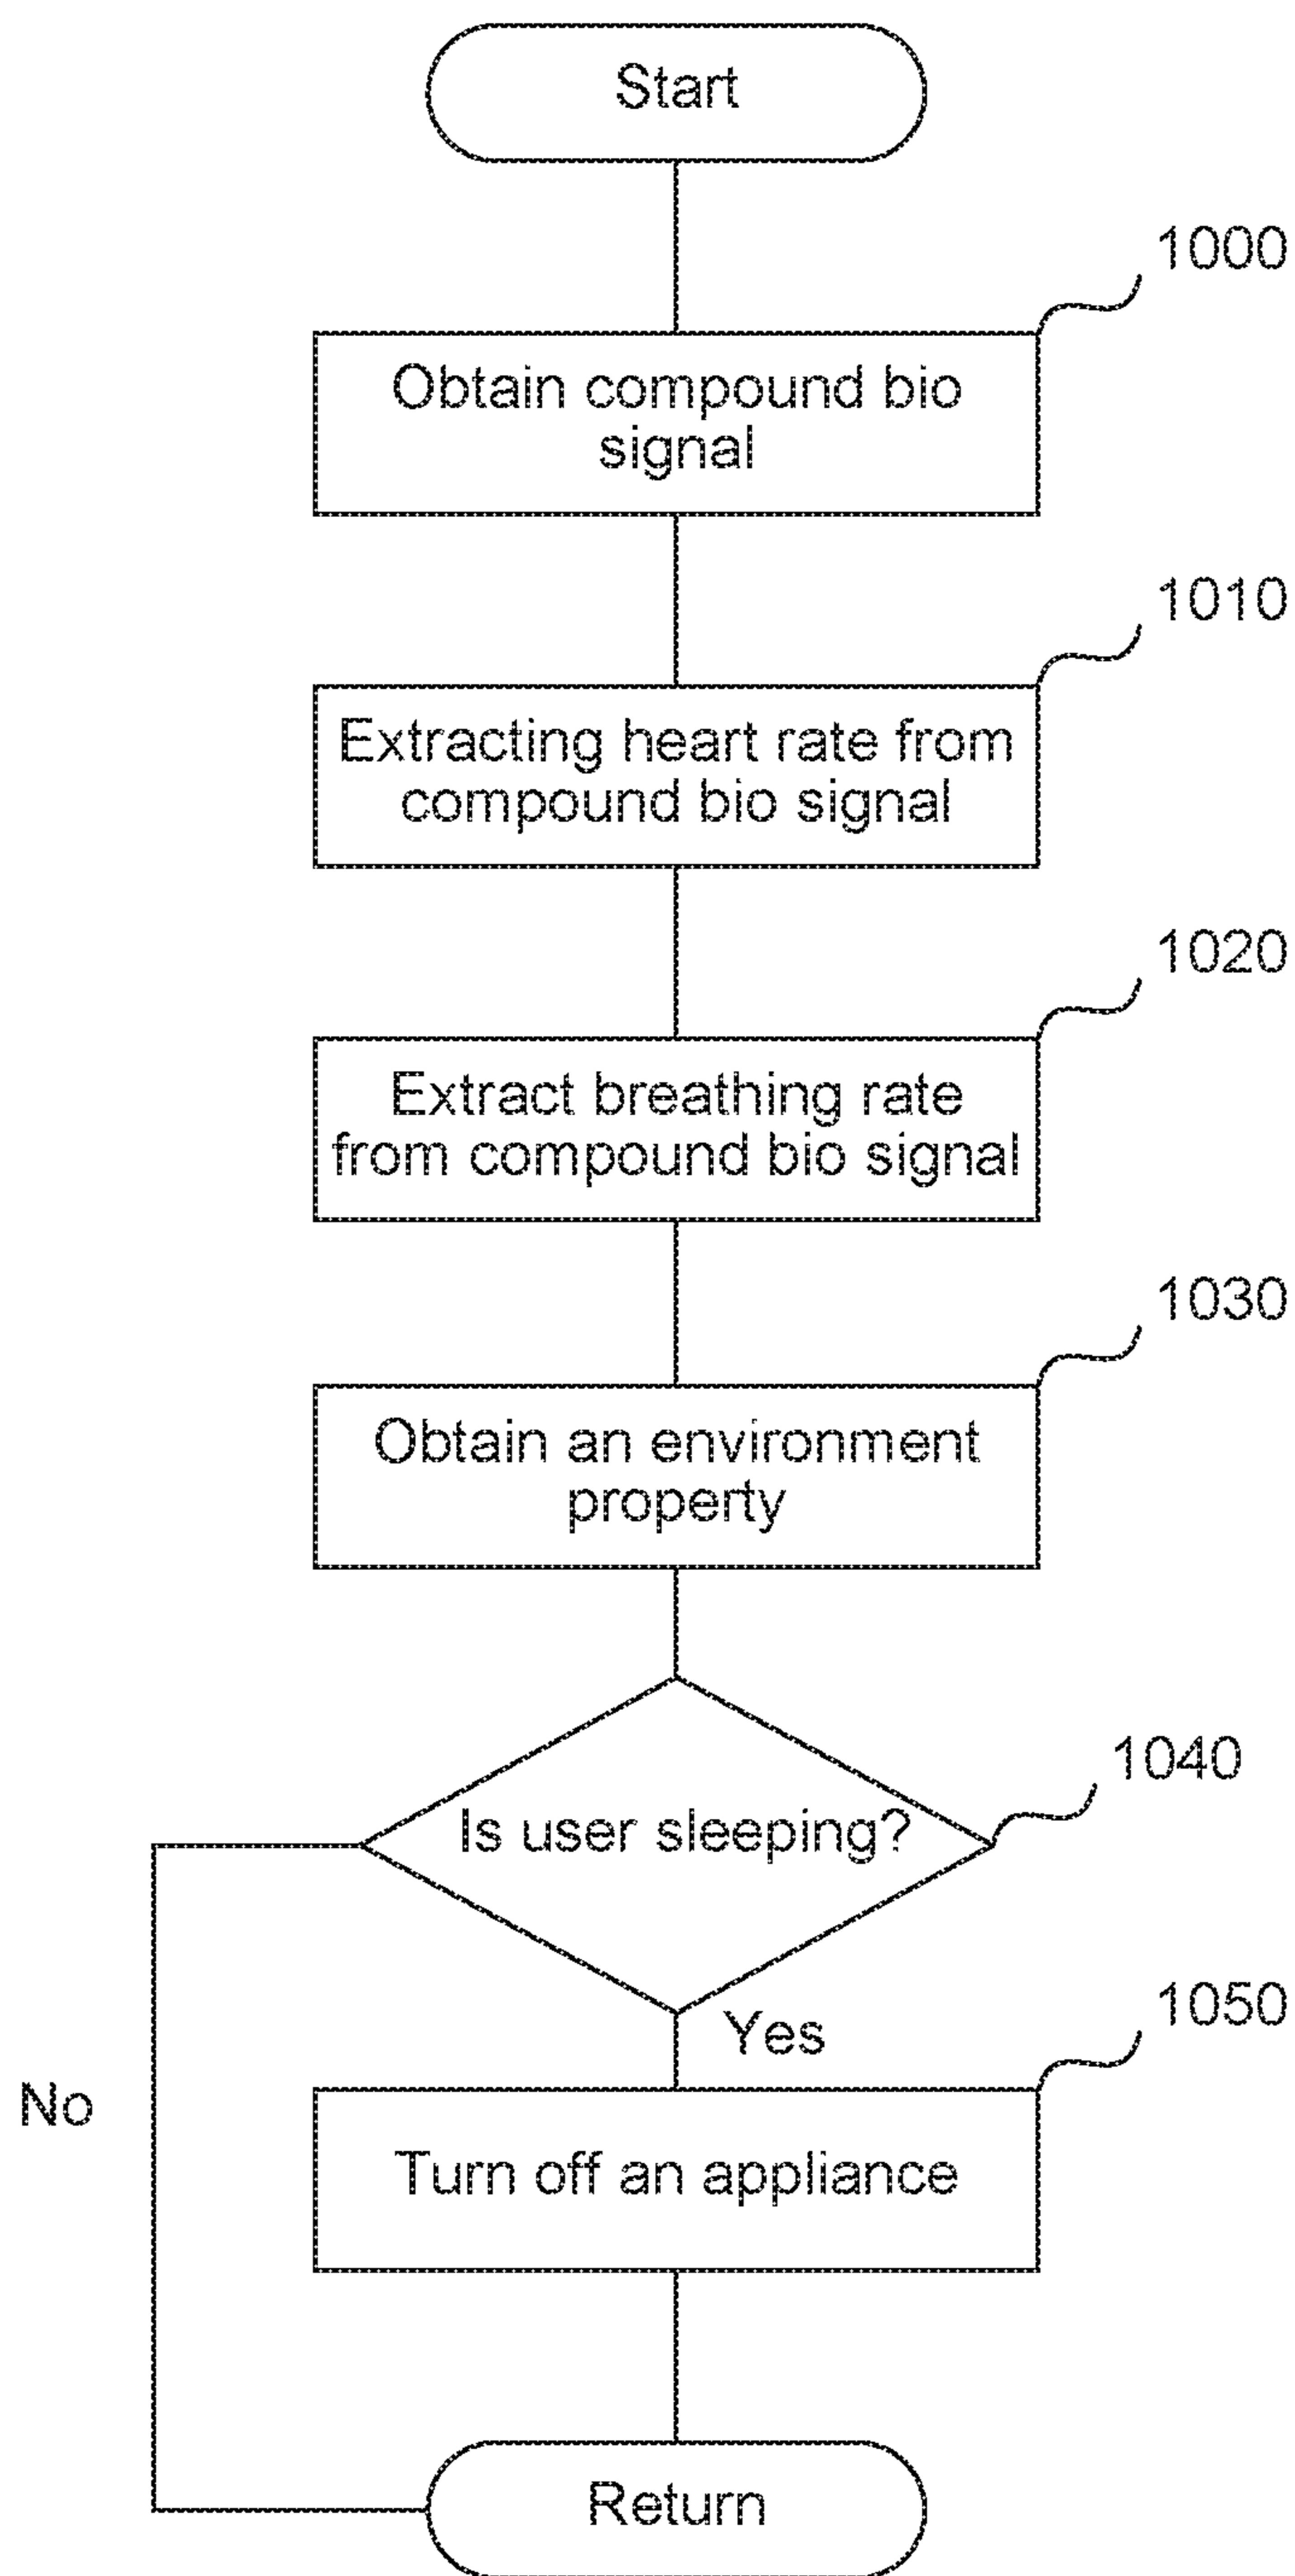 Start
1000
Obtain compound bio
signal
1010
Extracting heart rate from
compound bio signal
1020
Extract breathing rate
from compound bio signal
1030
Obtain an environment
property
1040
Is user sleeping?
1050
Yes
No
Turn off an appliance
Return